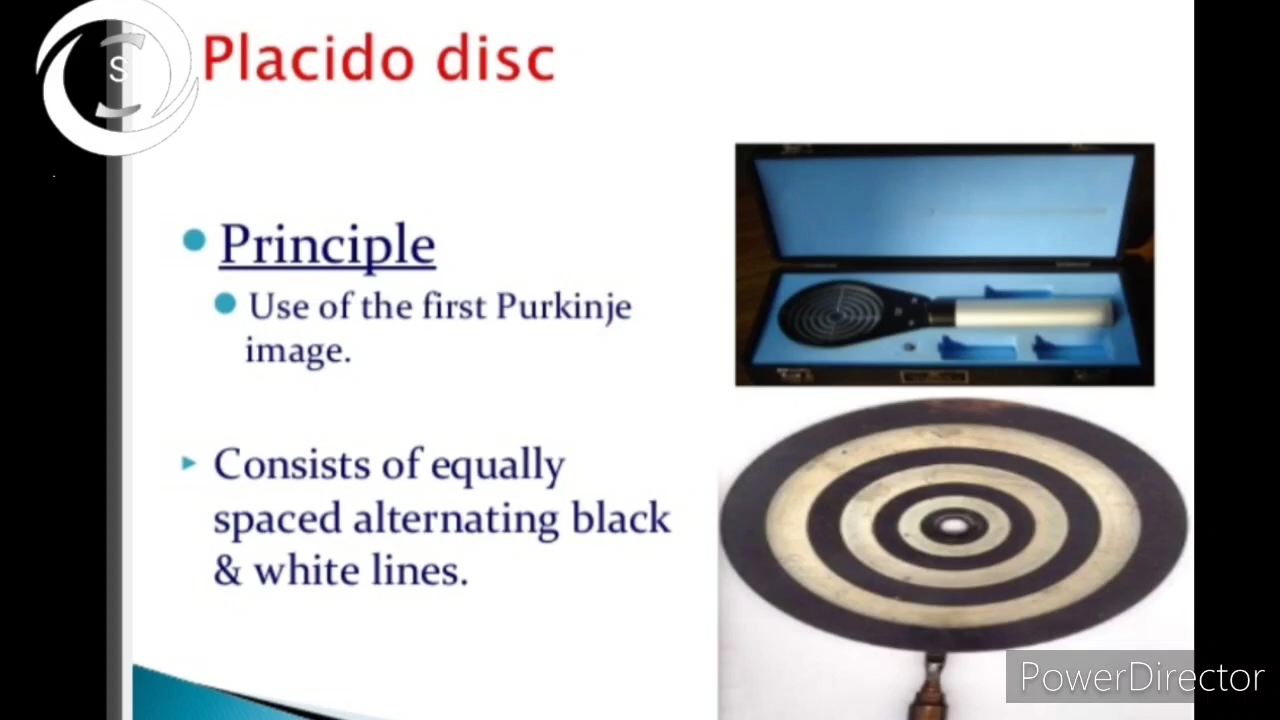 S
Placido disc
Principle
Use of the first Purkinje
image.
Consists of equally
spaced alternating black
& white lines.
PowerDirector